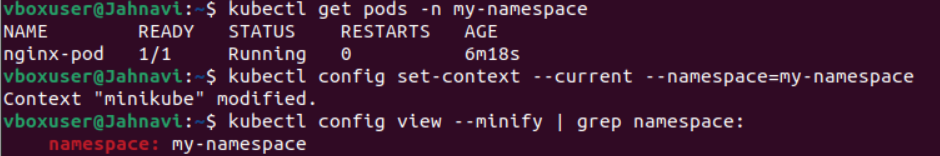 vboxuser@Jahnavi:~$ kubectl get pods -n my-namespace
NAME        READY   STATUS    RESTARTS   AGE
nginx-pod   1/1     Running   0          6m18s
vboxuser@Jahnavi:~$ kubectl config set-context --current --namespace=my-namespace
Context "minikube" modified.
vboxuser@Jahnavi:~$ kubectl config view --minify | grep namespace:
    namespace: my-namespace